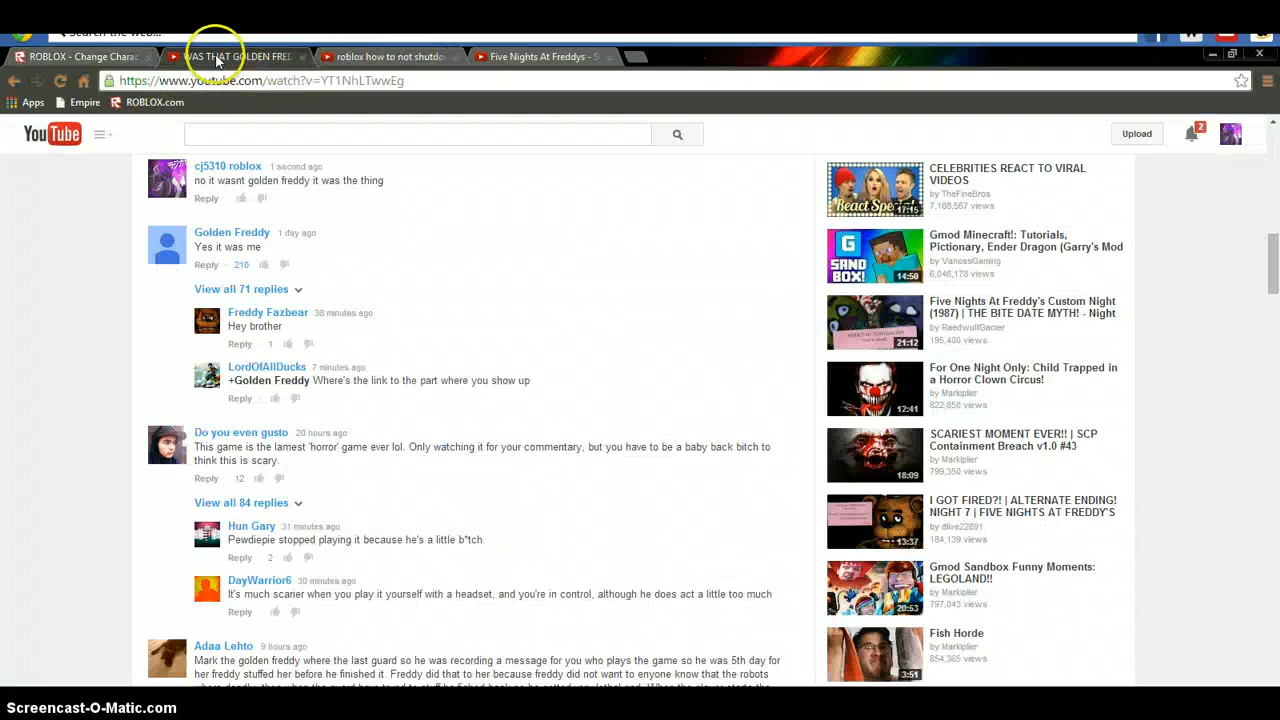 Search the web...
ROBLOX - Change Charac
WAS THAT GOLDEN FRED
roblox how to not shutdo
Five Nights At Freddys - S
https://www.youtube.com/watch?v=YT1NhLTwwEg
Apps
Empire
ROBLOX.com
YouTube
Upload
2
cj5310 roblox 1 second ago
no it wasnt golden freddy it was the thing
Reply
Golden Freddy 1 day ago
Yes it was me
Reply · 210
View all 71 replies
Freddy Fazbear 38 minutes ago
Hey brother
Reply · 1
LordOfAllDucks 7 minutes ago
+Golden Freddy Where's the link to the part where you show up
Reply
Do you even gusto 20 hours ago
This game is the lamest 'horror' game ever lol. Only watching it for your commentary, but you have to be a baby back bitch to
think this is scary.
Reply 12
View all 84 replies
Hun Gary 31 minutes ago
Pewdiepie stopped playing it because he's a little b*tch.
Reply 2
DayWarrior6 30 minutes ago
It's much scarier when you play it yourself with a headset, and you're in control, although he does act a little too much
Reply
Adaa Lehto 9 hours ago
Mark the golden freddy where the last guard so he was recording a message for you who plays the game so he was 5th day for
her freddy stuffed her before he finished it. Freddy did that to her because freddy did not want to enyone know that the robots
React Spe
17:15
CELEBRITIES REACT TO VIRAL
VIDEOS
by TheFineBros
7,188,567 views
G
SAND
BOX!
14:50
Gmod Minecraft!: Tutorials,
Pictionary, Ender Dragon (Garry's Mod
by VanossGaming
6,046,178 views
21:12
Five Nights At Freddy's Custom Night
(1987) | THE BITE DATE MYTH! - Night
by RaedwulfGamer
195,400 views
12:41
For One Night Only: Child Trapped in
a Horror Clown Circus!
by Markiplier
822,850 views
18:09
SCARIEST MOMENT EVER!! | SCP
Containment Breach v1.0 #43
by Markiplier
799,350 views
13:37
I GOT FIRED?! | ALTERNATE ENDING!
NIGHT 7 | FIVE NIGHTS AT FREDDY'S
by dlive22891
184,139 views
20:53
Gmod Sandbox Funny Moments:
LEGOLAND!!
by Markiplier
797,043 views
3:51
Fish Horde
by Markiplier
854,365 views
Screencast-O-Matic.com